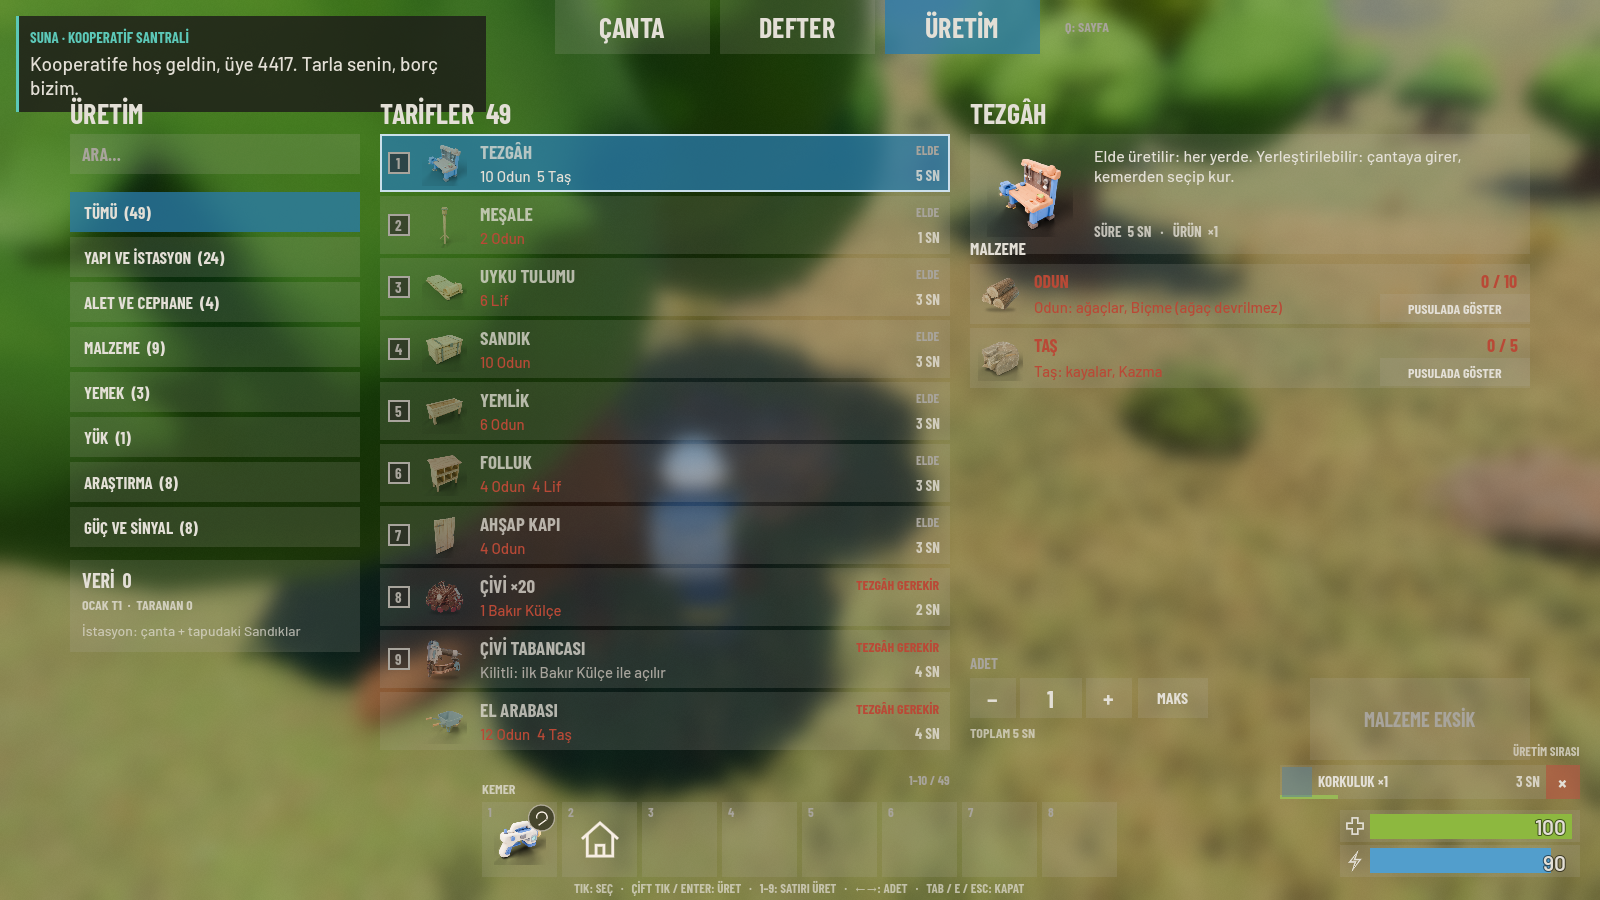 SUNA · KOOPERATİF SANTRALİ
Kooperatife hoş geldin, üye 4417. Tarla senin, borç
bizim.
ÇANTA
DEFTER
ÜRETİM
Q: SAYFA
ÜRETİM
ARA...
TÜMÜ (49)
YAPI VE İSTASYON (24)
ALET VE CEPHANE (4)
MALZEME (9)
YEMEK (3)
YÜK (1)
ARAŞTIRMA (8)
GÜÇ VE SİNYAL (8)
VERİ 0
OCAK T1 · TARANAN 0
İstasyon: çanta + tapudaki Sandıklar
TARİFLER 49
1
TEZGÂH
ELDE
10 Odun 5 Taş
5 SN
2
MEŞALE
ELDE
2 Odun
1 SN
3
UYKU TULUMU
ELDE
6 Lif
3 SN
4
SANDIK
ELDE
10 Odun
3 SN
5
YEMLİK
ELDE
6 Odun
3 SN
6
FOLLUK
ELDE
4 Odun 4 Lif
3 SN
7
AHŞAP KAPI
ELDE
4 Odun
3 SN
8
ÇİVİ ×20
TEZGÂH GEREKİR
1 Bakır Külçe
2 SN
9
ÇİVİ TABANCASI
TEZGÂH GEREKİR
Kilitli: ilk Bakır Külçe ile açılır
4 SN
EL ARABASI
TEZGÂH GEREKİR
12 Odun 4 Taş
4 SN
1-10 / 49
TEZGÂH
Elde üretilir: her yerde. Yerleştirilebilir: çantaya girer,
kemerden seçip kur.
SÜRE 5 SN · ÜRÜN ×1
MALZEME
ODUN
0 / 10
Odun: ağaçlar, Biçme (ağaç devrilmez)
PUSULADA GÖSTER
TAŞ
0 / 5
Taş: kayalar, Kazma
PUSULADA GÖSTER
ADET
–
1
+
MAKS
TOPLAM 5 SN
MALZEME EKSİK
ÜRETİM SIRASI
KORKULUK ×1
3 SN
×
100
90
KEMER
1
2
3
4
5
6
7
8
TIK: SEÇ · ÇİFT TIK / ENTER: ÜRET · 1-9: SATIRI ÜRET · ←→: ADET · TAB / E / ESC: KAPAT